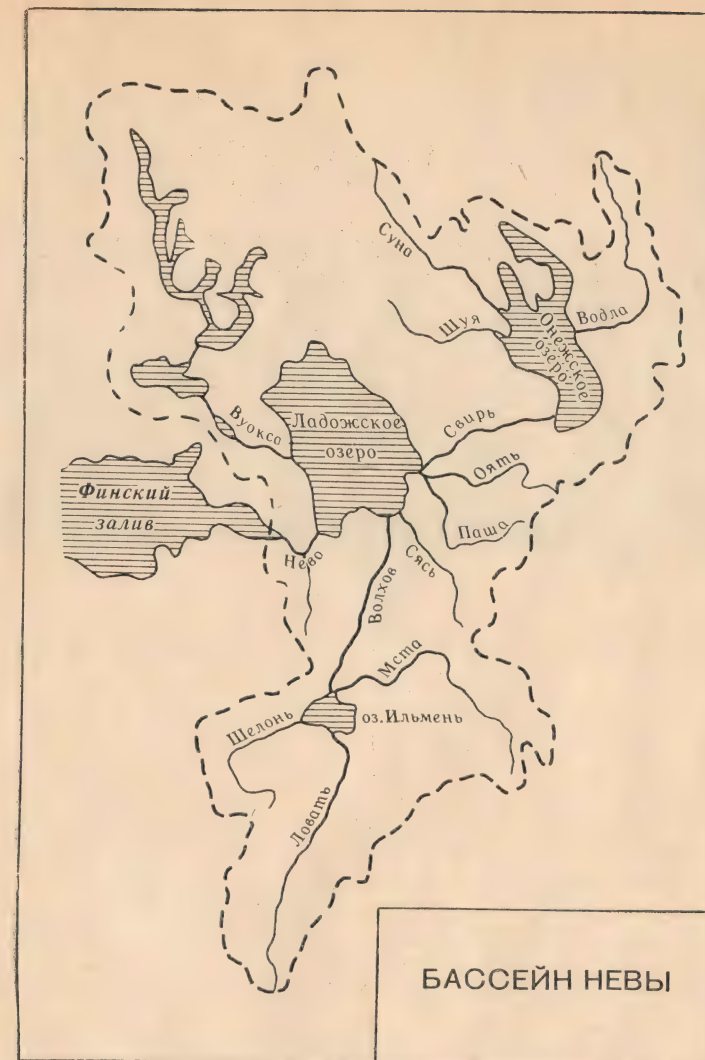 Суна
Шуя
Онежское
озеро
Водла
Вуокса
Ладожское
озеро
Свирь
Оять
Паша
Финский
залив
Нево
Волхов
Сясь
Мста
Шелонь
оз.Ильмень
Ловать
БАССЕЙН НЕВЫ